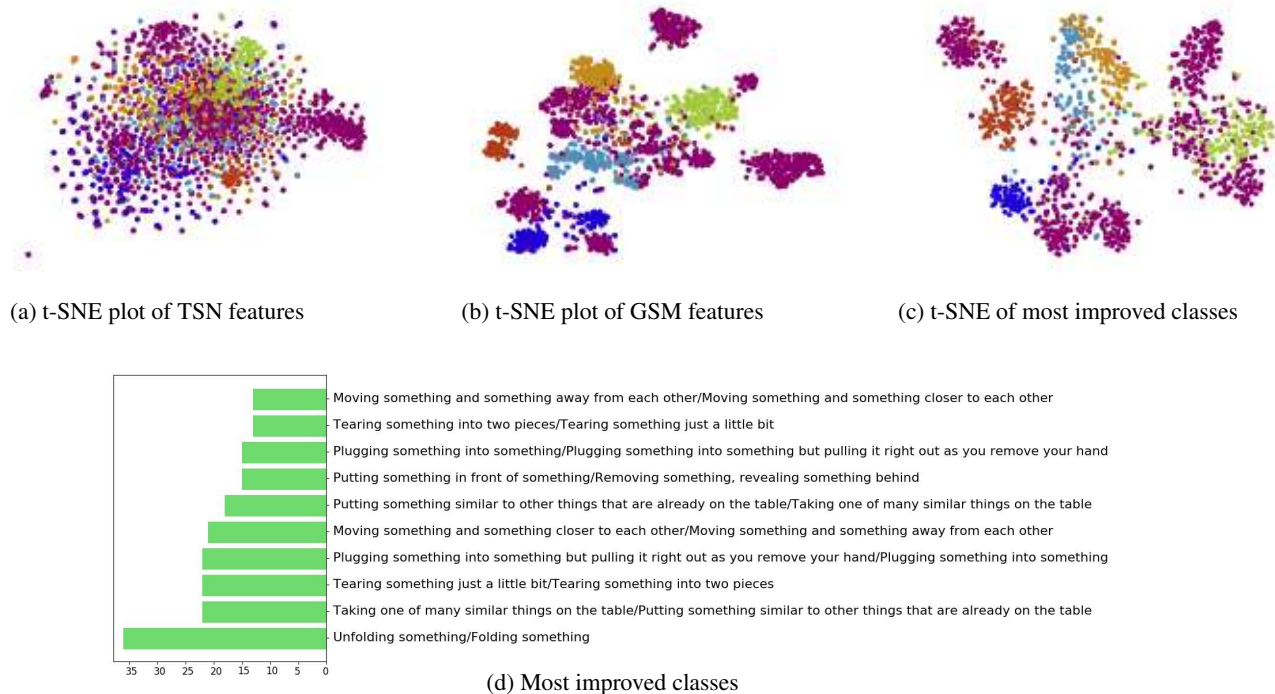 (a) t-SNE plot of TSN features
(b) t-SNE plot of GSM features
(c) t-SNE of most improved classes
Moving something and something away from each other/Moving something and something closer to each other
Tearing something into two pieces/Tearing something just a little bit
Plugging something into something/Plugging something into something but pulling it right out as you remove your hand
Putting something in front of something/Removing something, revealing something behind
Putting something similar to other things that are already on the table/Taking one of many similar things on the table
Moving something and something closer to each other/Moving something and something away from each other
Plugging something into something but pulling it right out as you remove your hand/Plugging something into something
Tearing something just a little bit/Tearing something into two pieces
Taking one of many similar things on the table/Putting something similar to other things that are already on the table
Unfolding something/Folding something
35 30 25 20 15 10 5 0
(d) Most improved classes